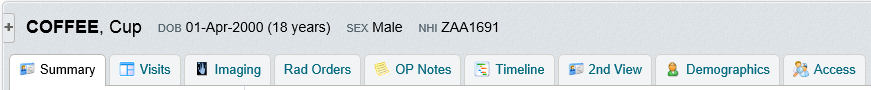 + COFFEE, Cup DOB 01-Apr-2000 (18 years) SEX Male NHI ZAA1691
Summary Visits Imaging Rad Orders OP Notes Timeline 2nd View Demographics Access